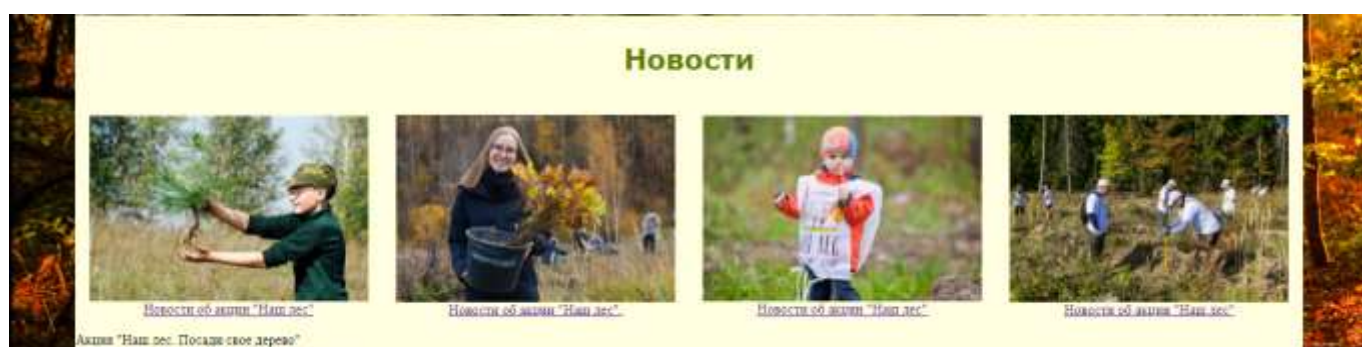 Новости
Новости об акции "Наш лес"
Новости об акции "Наш лес"
Новости об акции "Наш лес"
Новости об акции "Наш лес"
Акция "Наш лес. Посади свое дерево"